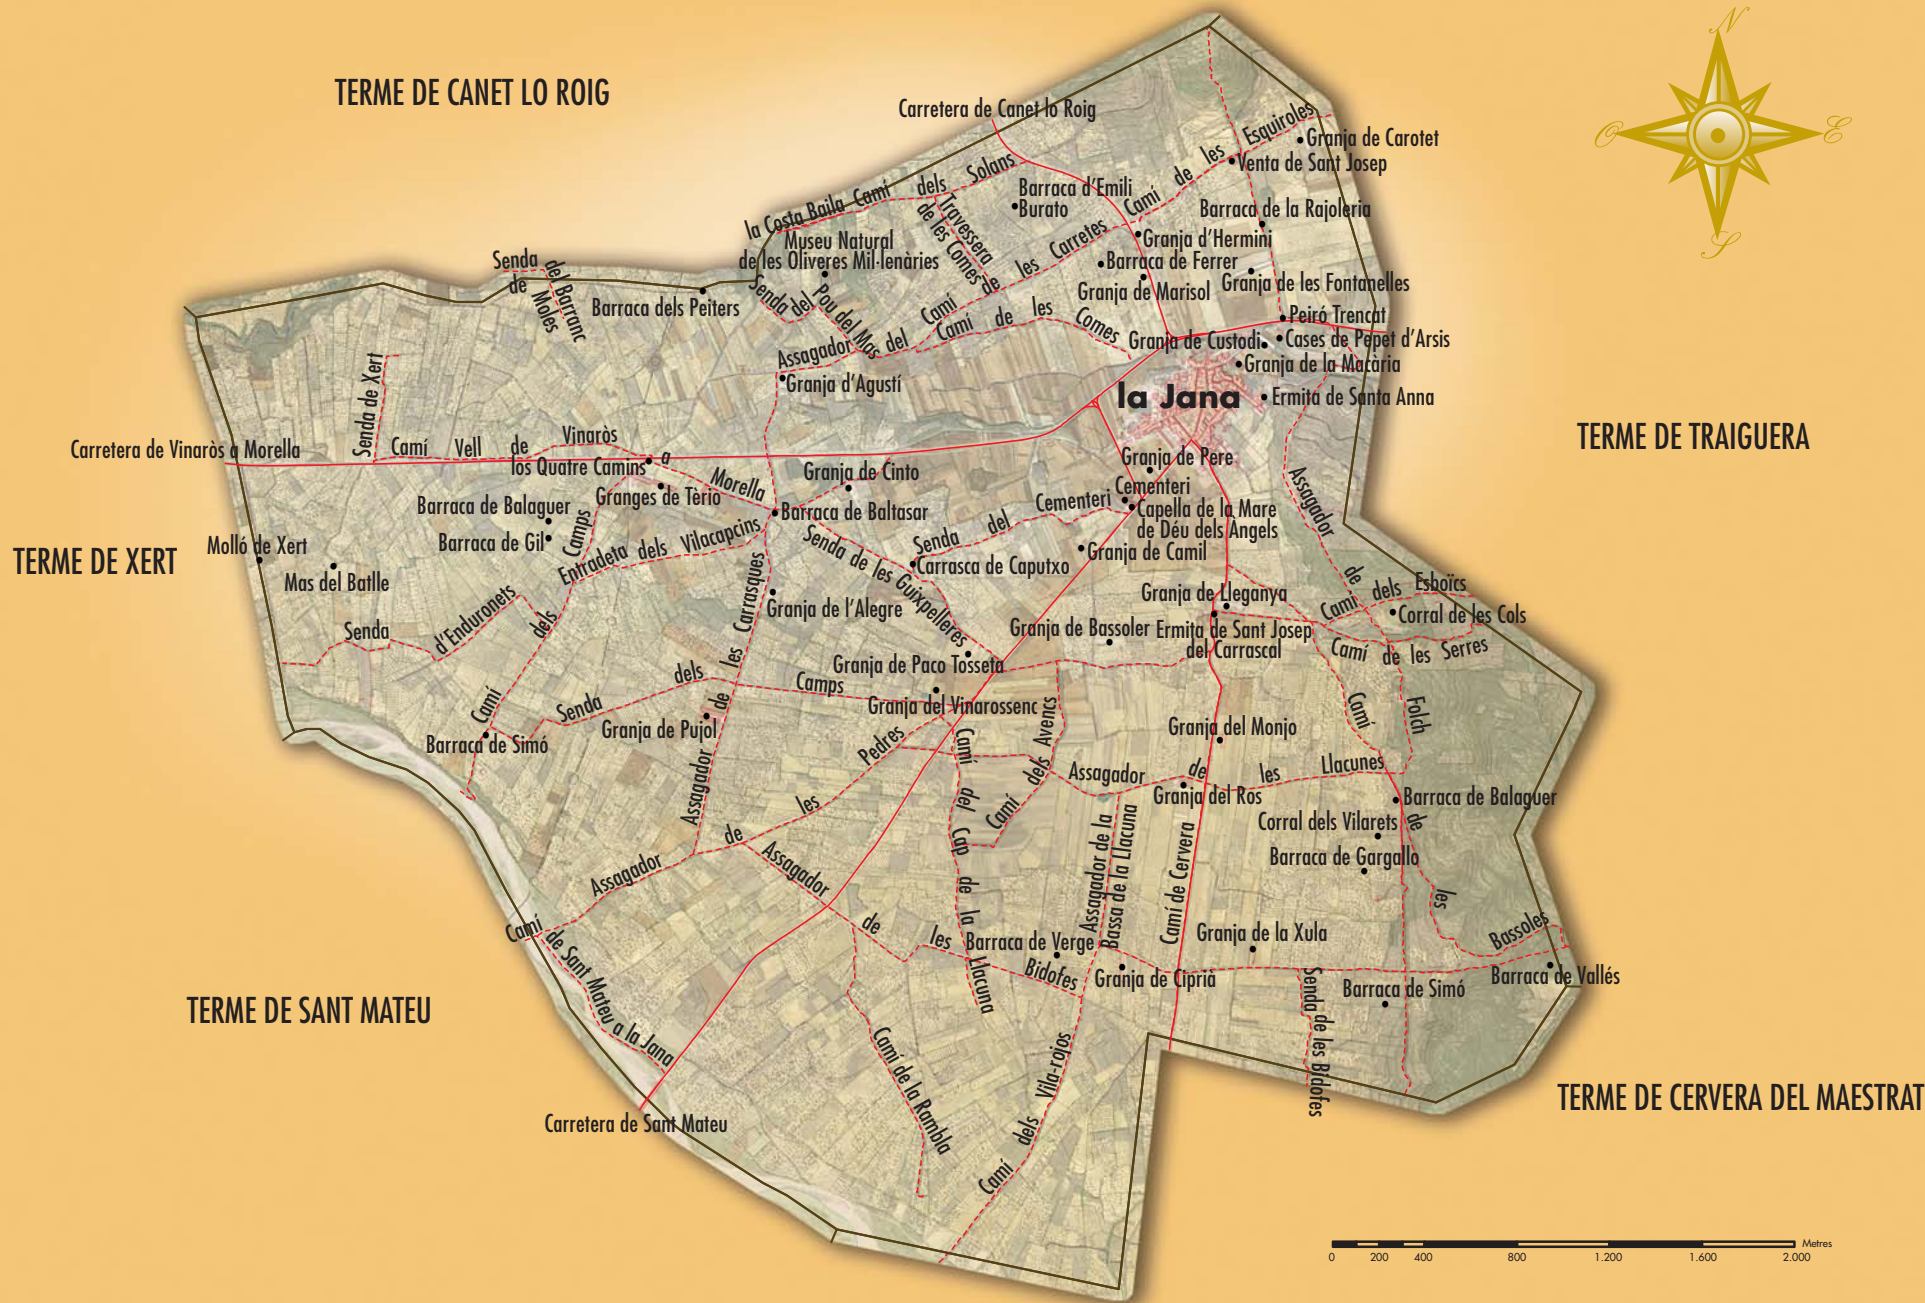 TERME DE CANET LO ROIG
N
O
E
S
Carretera de Canet lo Roig
Camí de les Esquiroles
Granja de Carotet
Venta de Sant Josep
la Costa Baila
Camí dels Solans
Barraca d'Emili
Burato
Barraca de la Rajoleria
Travessera
de les Comes
Museu Natural
de les Oliveres Mil·lenàries
Granja d'Hermini
Barraca de Ferrer
Granja de Marisol
Granja de les Fontanelles
Senda del Barranc
de Moles
Barraca dels Peiters
Senda del Pou del Mas
Assagador del Camí de les Carretes
Camí de les Comes
Peiró Trencat
Granja de Custodi
Cases de Pepet d'Arsis
Granja de la Macària
Granja d'Agustí
la Jana
Ermita de Santa Anna
Senda de Xert
Carretera de Vinaròs a Morella
Camí Vell de Vinaròs a Morella
los Quatre Camins
TERME DE TRAIGUERA
Granja de Pere
Granja de Cinto
Granges de Tèrio
Cementeri
Barraca de Balaguer
Barraca de Baltasar
Senda del Cementeri
Capella de la Mare
de Déu dels Àngels
Assagador de Folch
Barraca de Gil
Entradeta dels Vilacapcins
Granja de Camil
Molló de Xert
TERME DE XERT
Mas del Batlle
Senda de les Guixpelleres
Carrasca de Caputxo
Granja de l'Alegre
Granja de Lleganya
Camí dels Esboïcs
Corral de les Cols
Senda d'Enduronets
Camí dels Camps
Granja de Bassoler
Ermita de Sant Josep
del Carrascal
Camí de les Serres
Granja de Paco Tosseta
Senda dels Camps
Granja del Vinarossenc
Granja de Pujol
Barraca de Simó
Assagador de les Carrasques
Camí dels Avencs
Granja del Monjo
Assagador de les Llacunes
Granja del Ros
Camí de les Bassoles
Barraca de Balaguer
Corral dels Vilarets
Barraca de Gargallo
Assagador de les Pedres
Camí del Cap de la Llacuna
Assagador de la
Bassa de la Llacuna
Camí de Cervera
Assagador de les Bidofes
Barraca de Verge
Granja de Ciprià
Granja de la Xula
Barraca de Vallés
Barraca de Simó
Senda de les Bidofes
Camí de Sant Mateu a la Jana
TERME DE SANT MATEU
Camí de la Rambla
Camí dels Vila-rojos
Carretera de Sant Mateu
TERME DE CERVERA DEL MAESTRAT
Metres
0 200 400 800 1.200 1.600 2.000